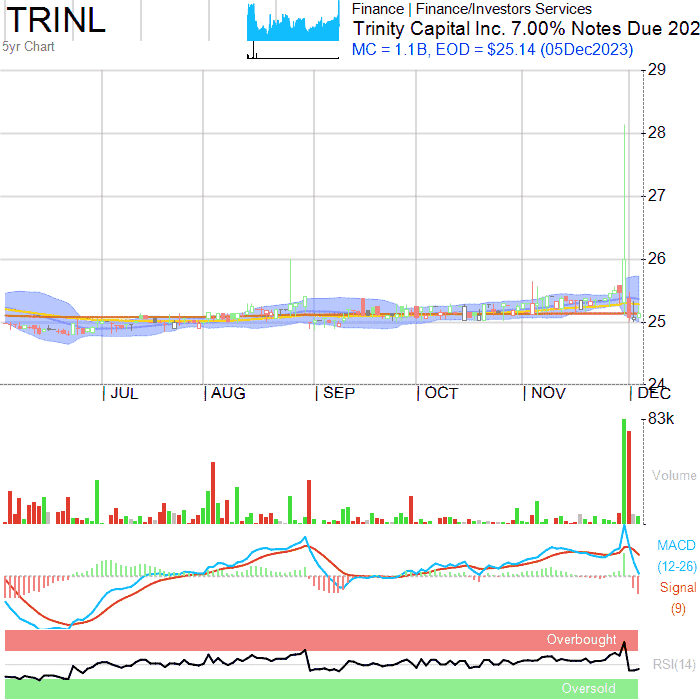 TRINL
5yr Chart
Finance | Finance/Investors Services
Trinity Capital Inc. 7.00% Notes Due 202
MC = 1.1B, EOD = $25.14 (05Dec2023)
29
28
27
26
25
24
JUL AUG SEP OCT NOV DEC
83k
Volume
MACD
(12-26)
Signal
(9)
Overbought
RSI(14)
Oversold